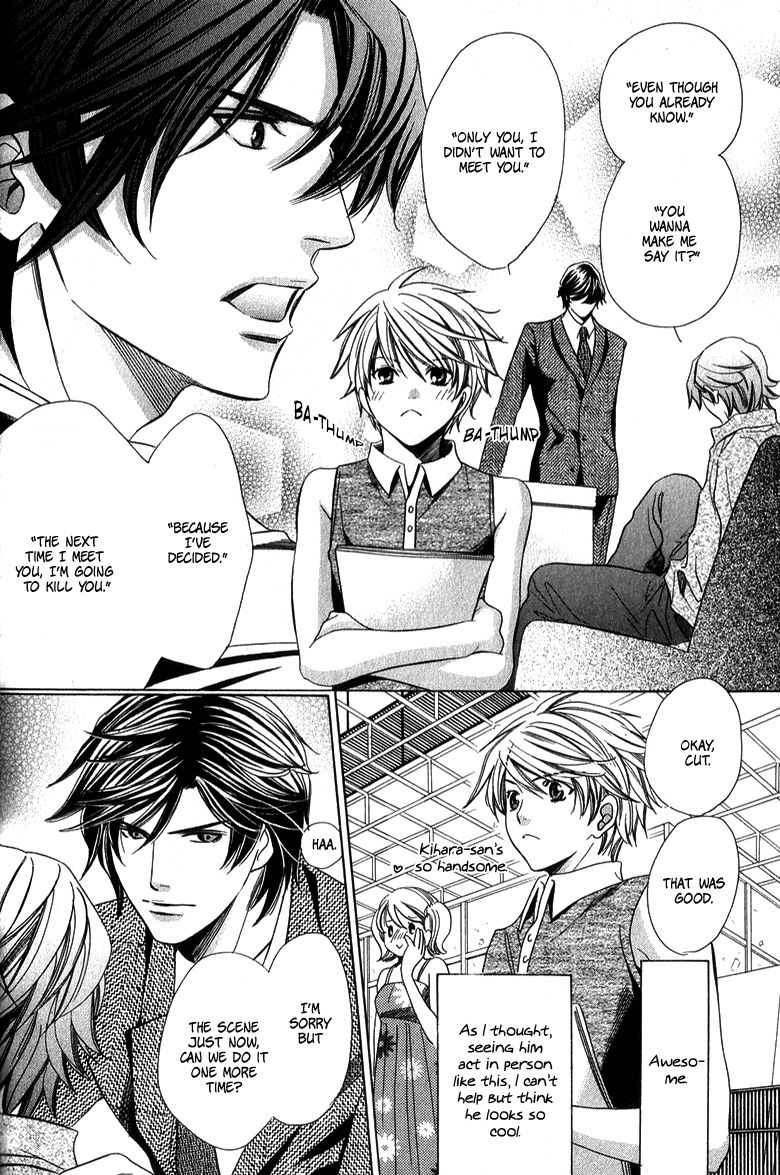 "EVEN THOUGH
YOU ALREADY
KNOW."
"YOU
WANNA
MAKE ME
SAY IT?"
"ONLY YOU, I
DIDN'T WANT TO
MEET YOU."
BA-THUMP
BA-THUMP
"BECAUSE
I'VE
DECIDED."
"THE NEXT
TIME I MEET
YOU, I'M GOING
TO KILL YOU."
OKAY,
CUT.
THAT WAS
GOOD.
Kihara-san's
so handsome.
Aweso-
me.
As I thought,
seeing him
act in person
like this, I can't
help but think
he looks so
cool.
HAA.
I'M
SORRY
BUT
THE SCENE
JUST NOW,
CAN WE DO IT
ONE MORE
TIME?